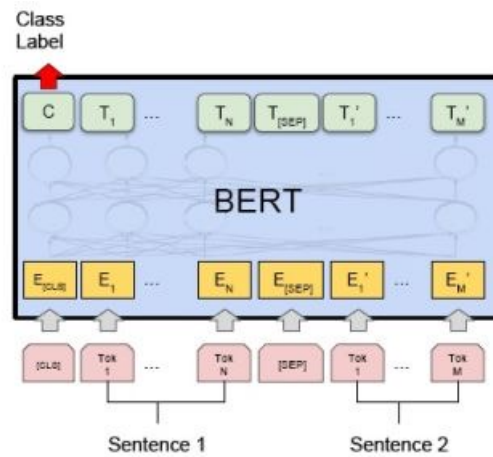 Class
Label
C T1 ... TN T[SEP] T1' ... TM'
BERT
E[CLS] E1 ... EN E[SEP] E1' ... EM'
[CLS] Tok 1 ... Tok N [SEP] Tok 1 ... Tok M
Sentence 1 Sentence 2